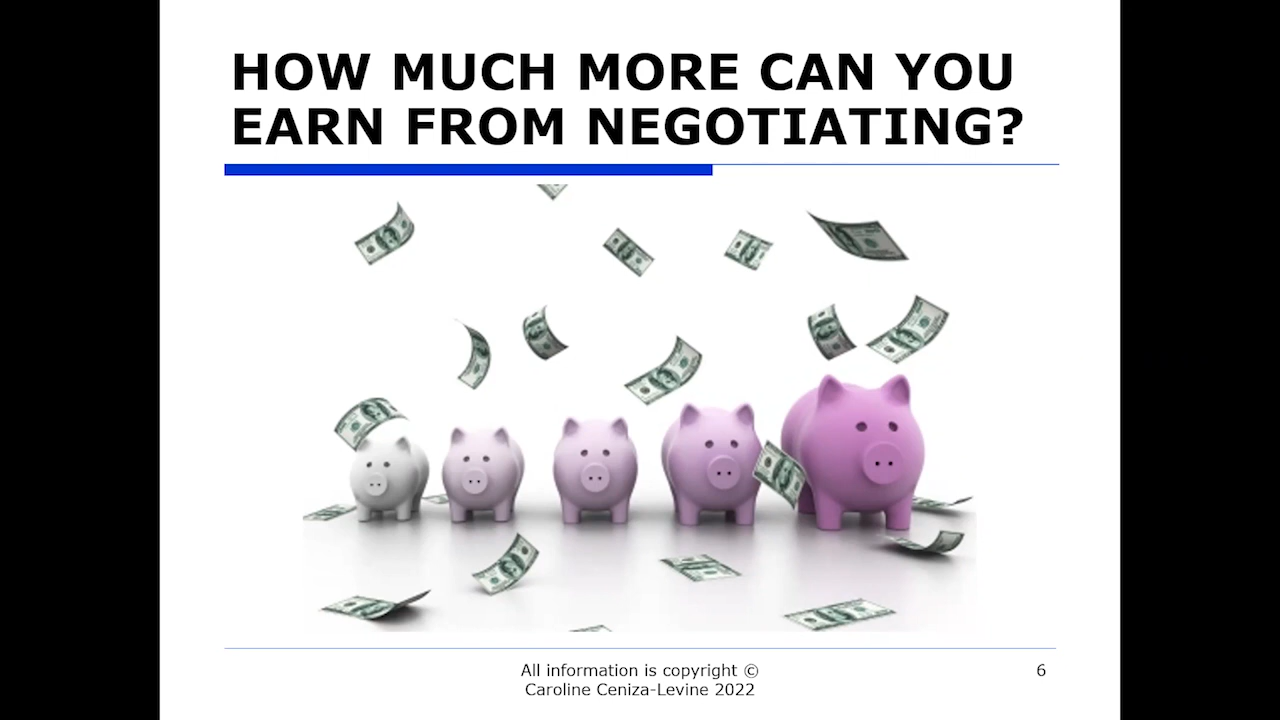 HOW MUCH MORE CAN YOU
EARN FROM NEGOTIATING?
All information is copyright ©
Caroline Ceniza-Levine 2022
6